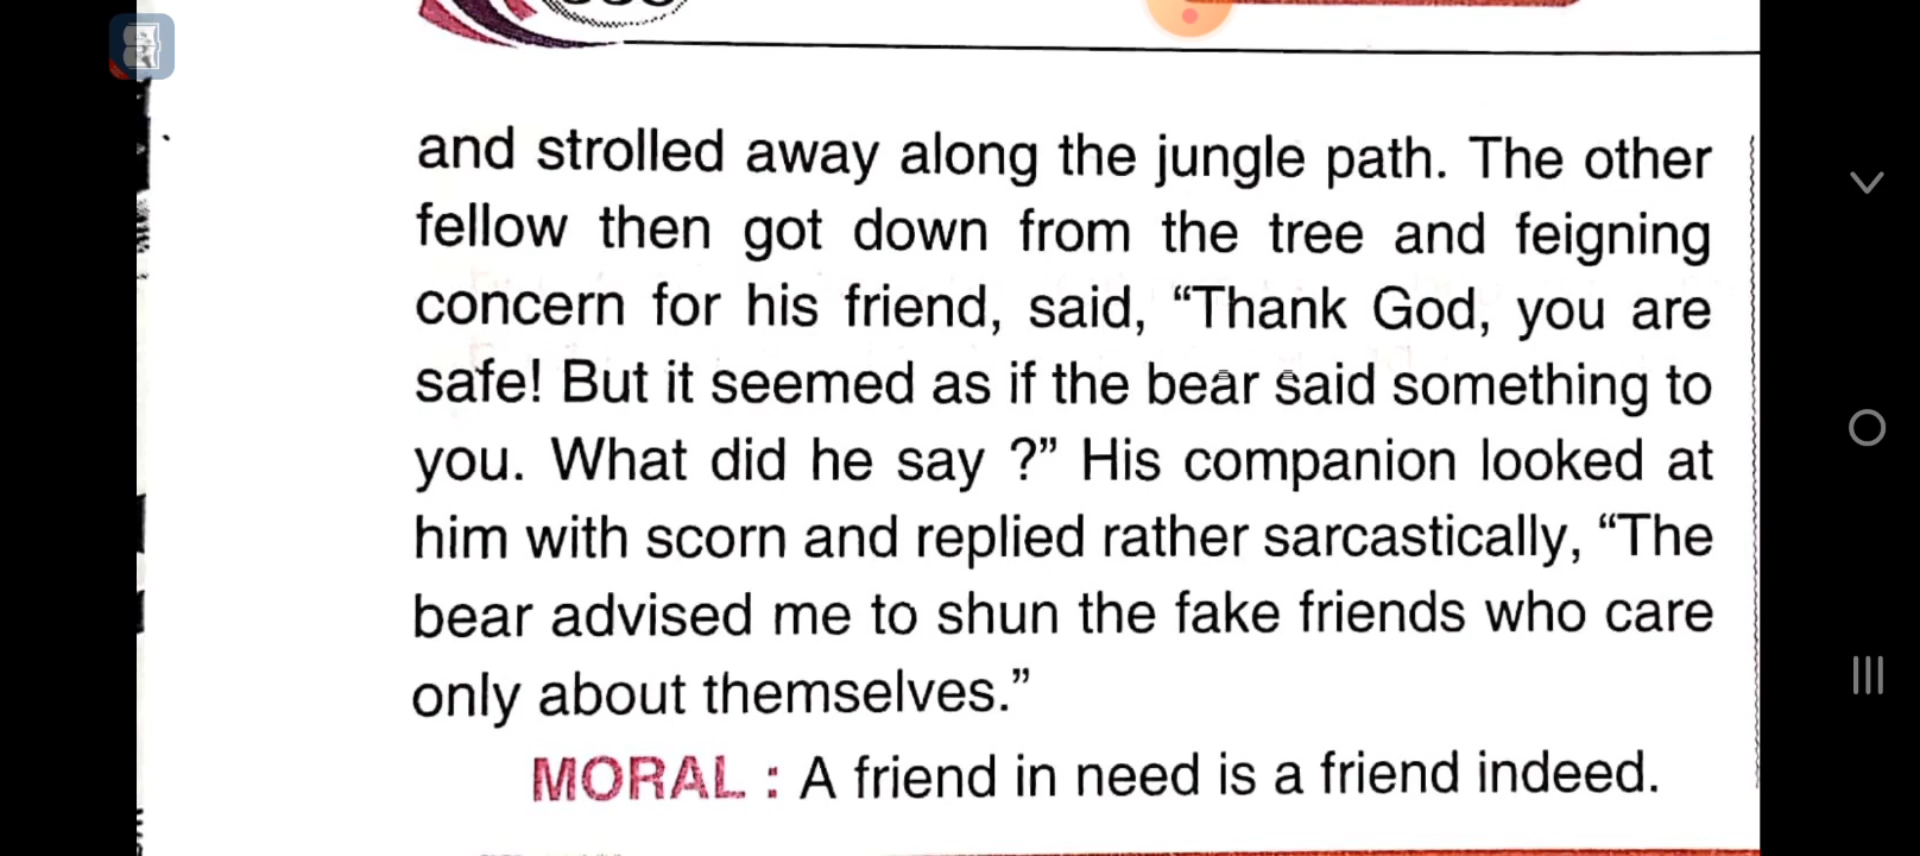 and strolled away along the jungle path. The other
fellow then got down from the tree and feigning
concern for his friend, said, “Thank God, you are
safe! But it seemed as if the bear said something to
you. What did he say ?” His companion looked at
him with scorn and replied rather sarcastically, “The
bear advised me to shun the fake friends who care
only about themselves.”
MORAL : A friend in need is a friend indeed.